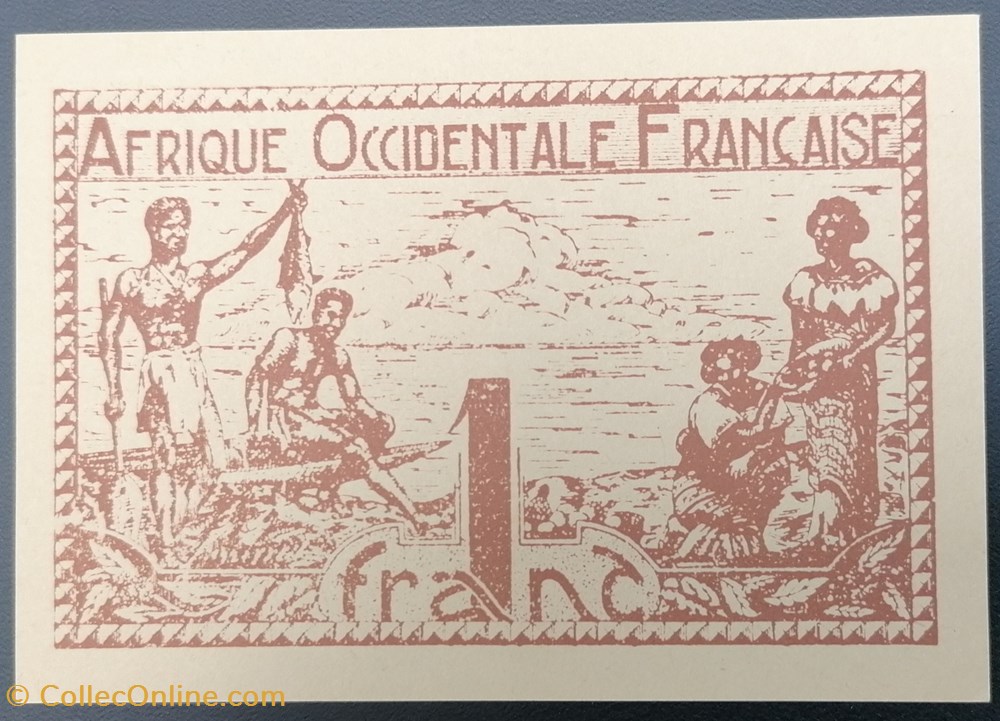 AFRIQUE OCCIDENTALE FRANÇAISE
1
franc
© CollecOnline.com